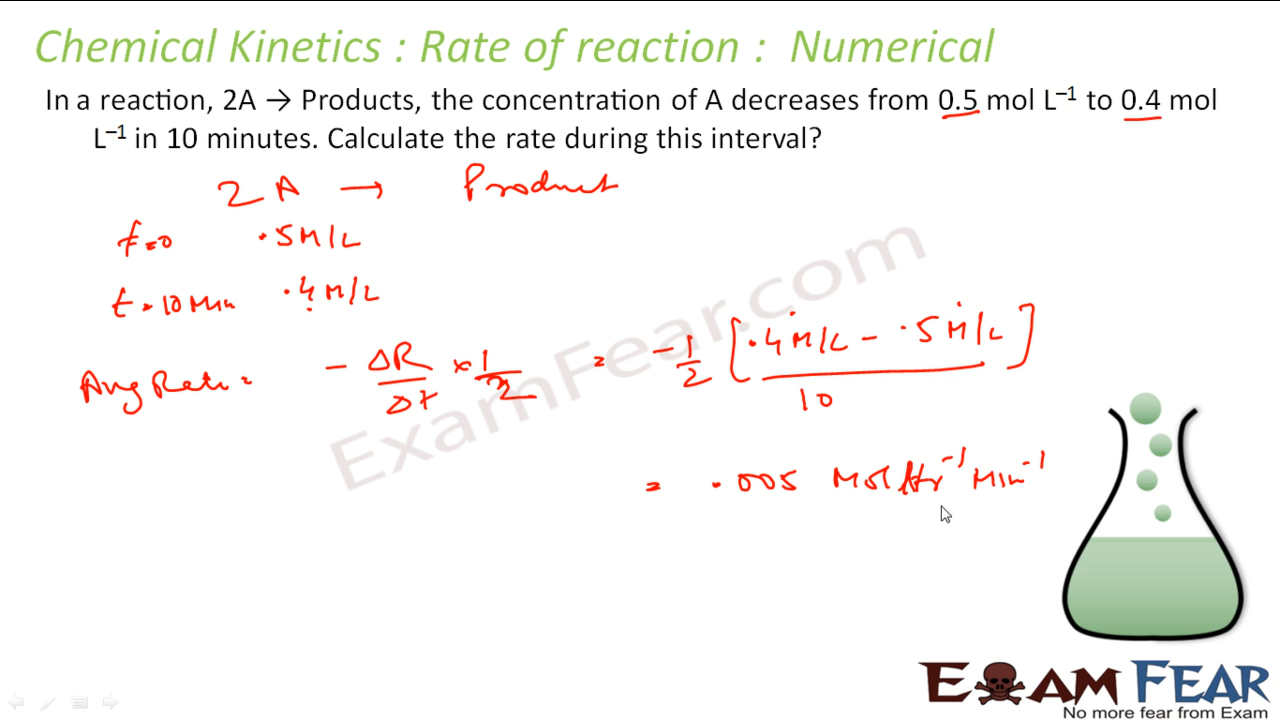 Chemical Kinetics : Rate of reaction : Numerical
In a reaction, 2A → Products, the concentration of A decreases from 0.5 mol L⁻¹ to 0.4 mol
L⁻¹ in 10 minutes. Calculate the rate during this interval?
2A → Product
t=0 .5M/L
t=10Min .4M/L
Avg Rate = - ΔR/Δt × 1/2 = -1/2 [.4M/L - .5M/L]/10
= .005 Mol ltr⁻¹ Min⁻¹
ExamFear.com
EXAMFEAR
No more fear from Exam